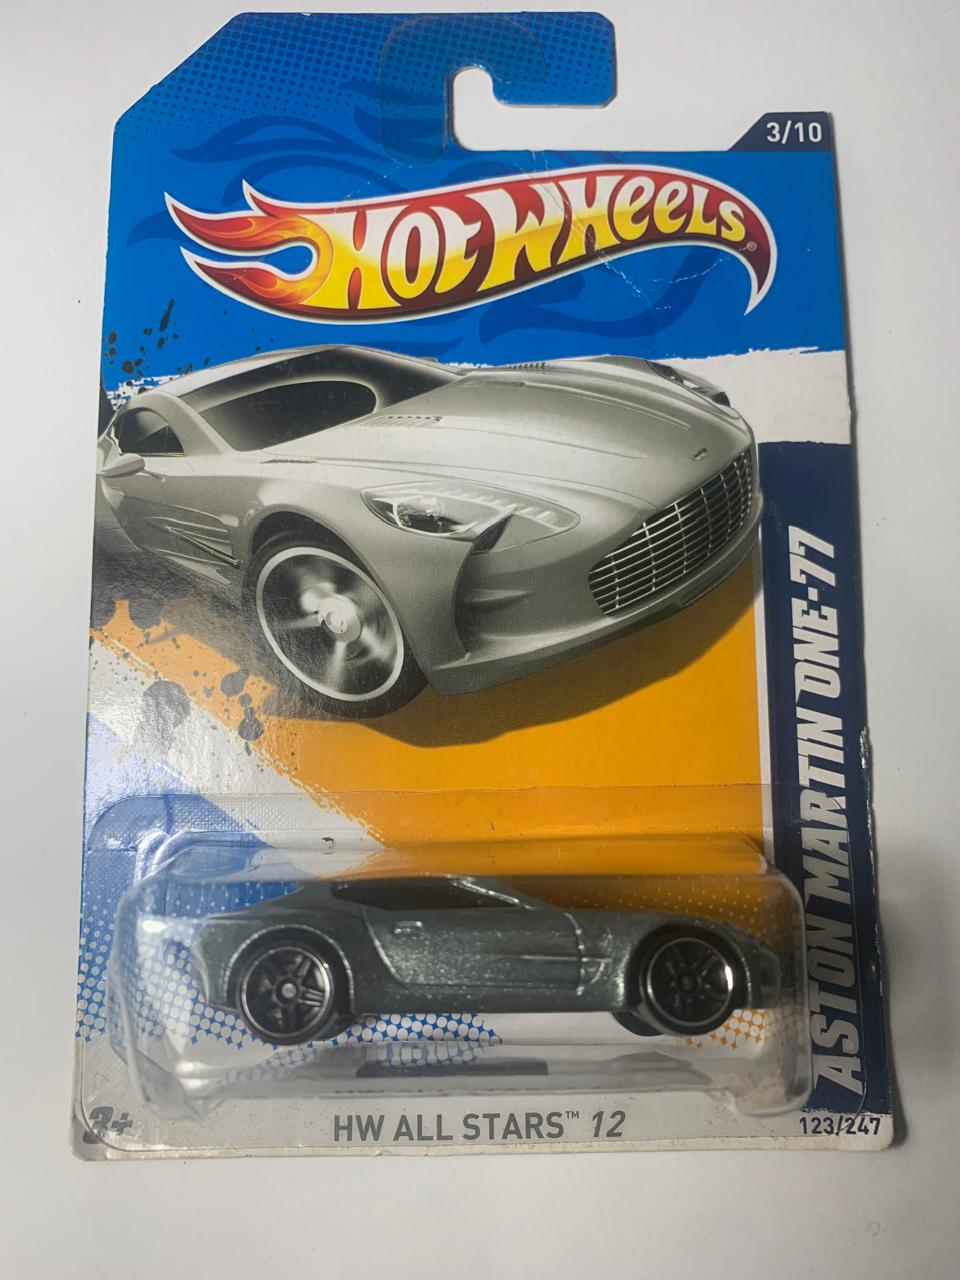 3/10
HOT WHEELS®
ASTON MARTIN ONE-77
3+
HW ALL STARS™ 12
123/247